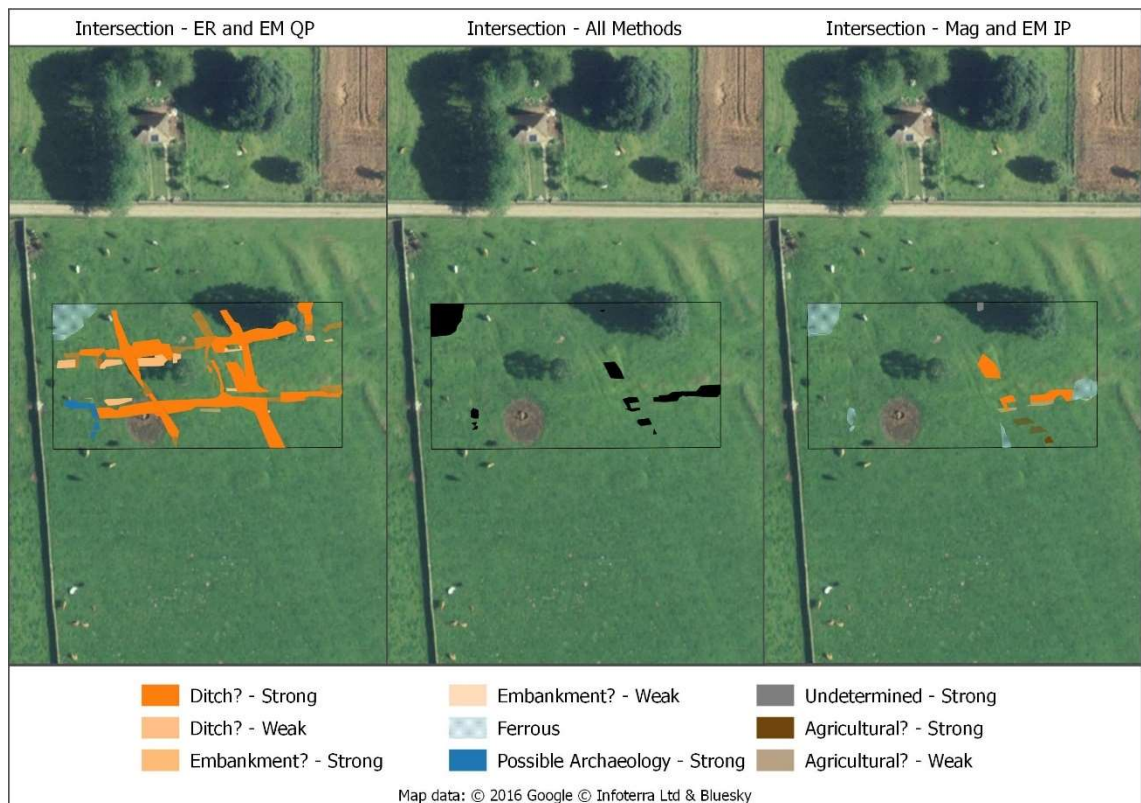 Intersection - ER and EM QP
Intersection - All Methods
Intersection - Mag and EM IP
Ditch? - Strong
Ditch? - Weak
Embankment? - Strong
Embankment? - Weak
Ferrous
Possible Archaeology - Strong
Undetermined - Strong
Agricultural? - Strong
Agricultural? - Weak
Map data: © 2016 Google © Infoterra Ltd & Bluesky